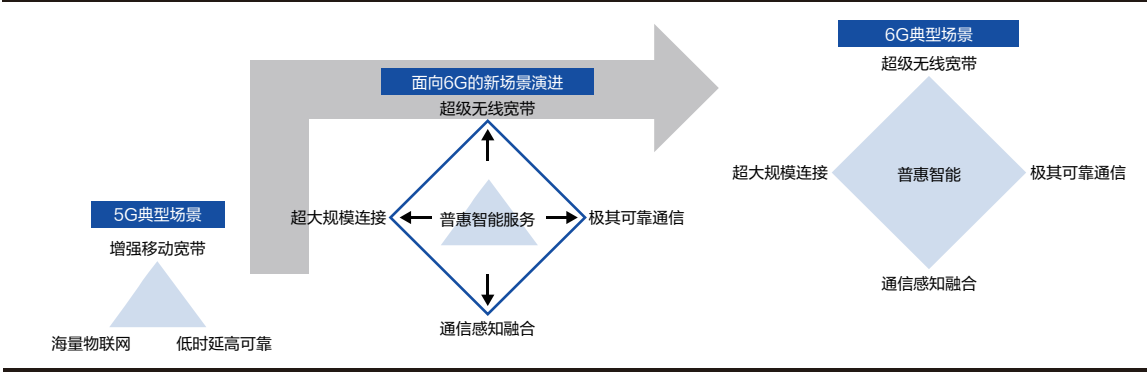 5G典型场景
增强移动宽带
海量物联网
低时延高可靠
面向6G的新场景演进
超级无线宽带
超大规模连接
普惠智能服务
极其可靠通信
通信感知融合
6G典型场景
超级无线宽带
超大规模连接
普惠智能
极其可靠通信
通信感知融合